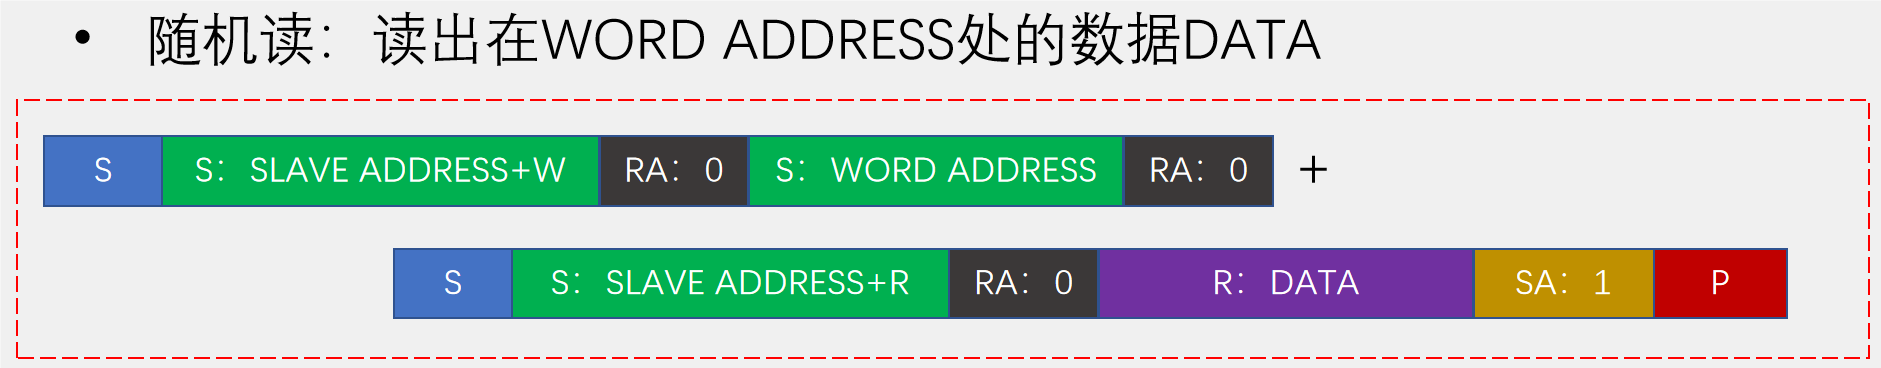 • 随机读：读出在WORD ADDRESS处的数据DATA
S S：SLAVE ADDRESS+W RA：0 S：WORD ADDRESS RA：0 +
S S：SLAVE ADDRESS+R RA：0 R：DATA SA：1 P